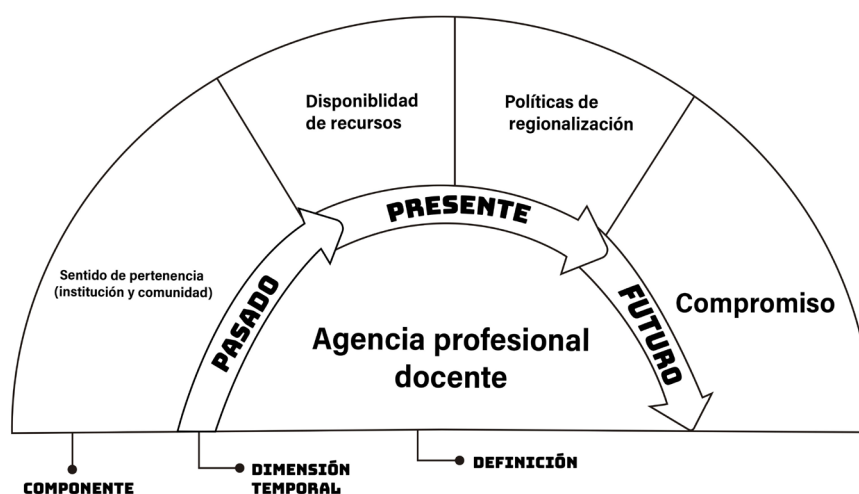 Disponiblidad
de recursos
Políticas de
regionalización
PRESENTE
Sentido de pertenencia
(institución y comunidad)
PASADO
FUTURO
Compromiso
Agencia profesional
docente
COMPONENTE
DIMENSIÓN
TEMPORAL
DEFINICIÓN